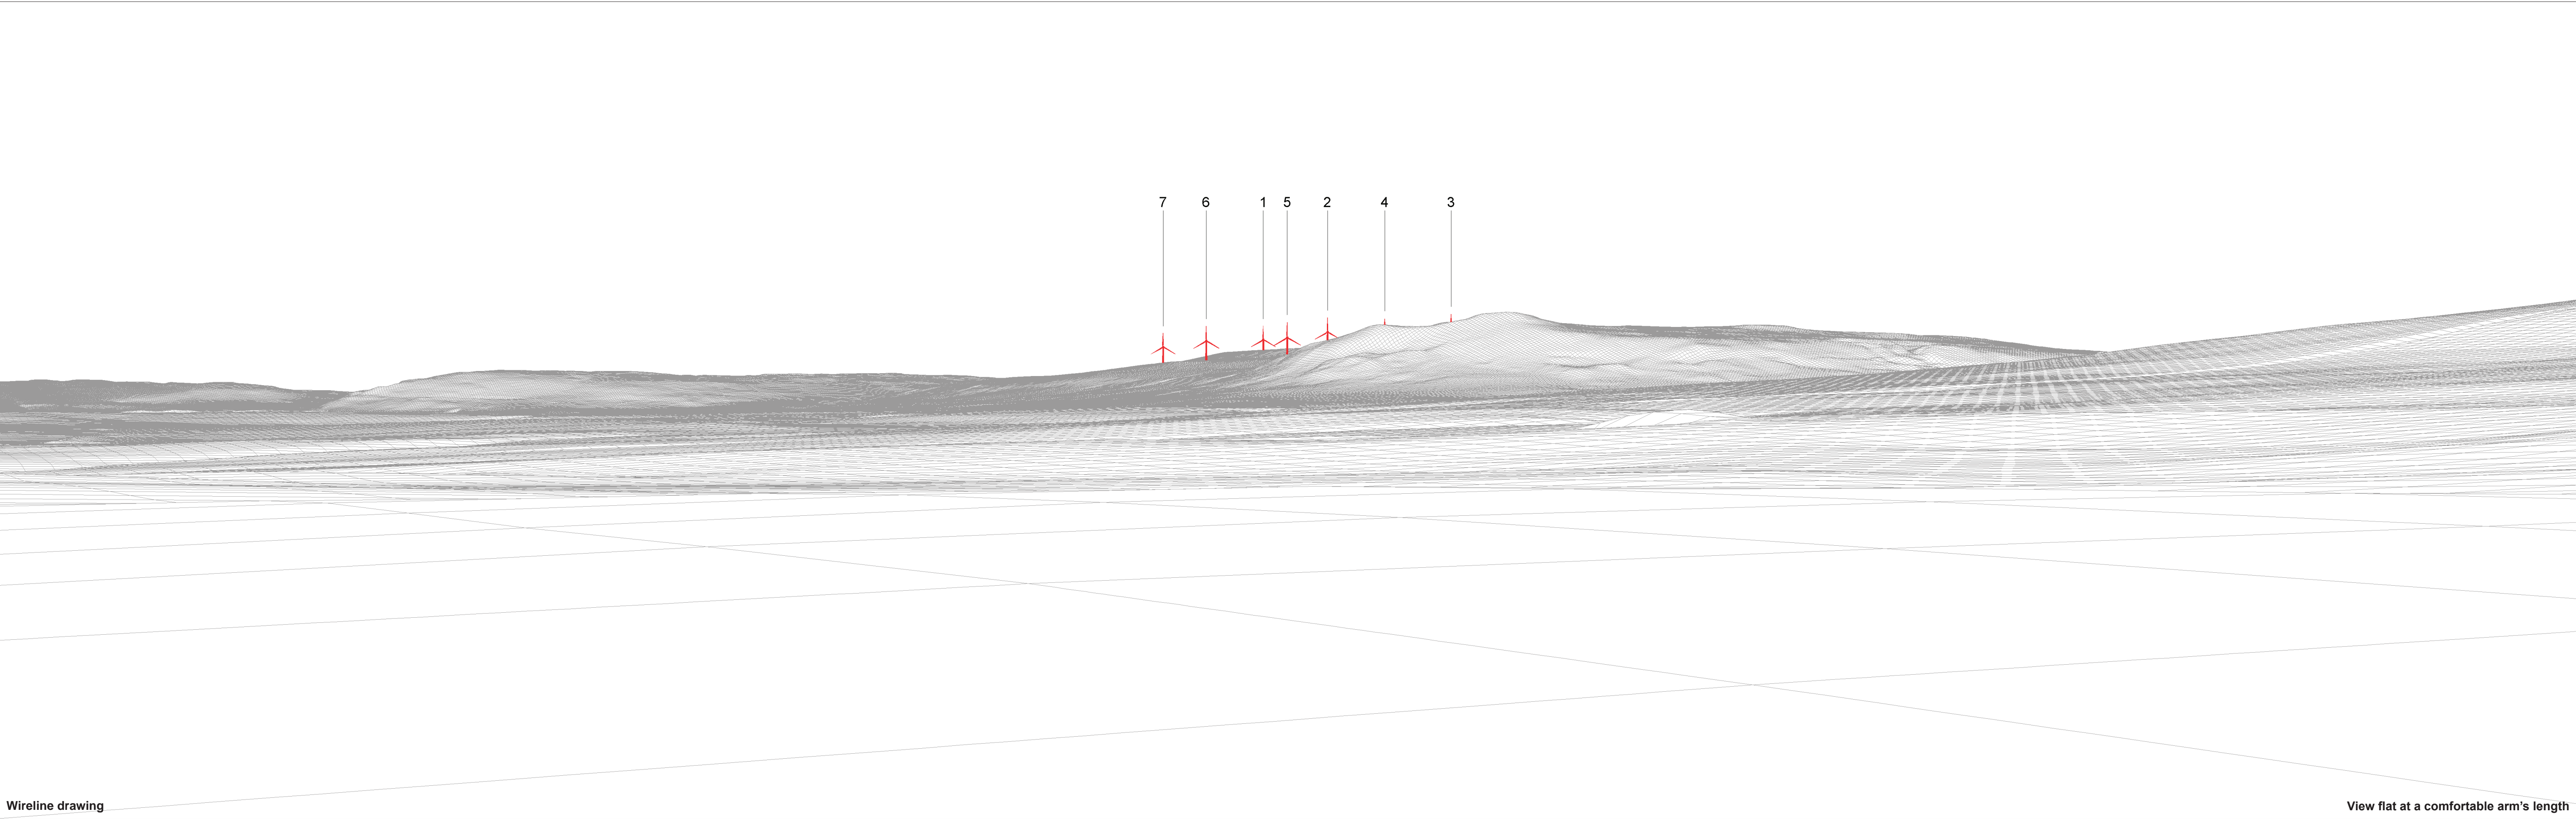 7 6 1 5 2 4 3
Wireline drawing
View flat at a comfortable arm's length